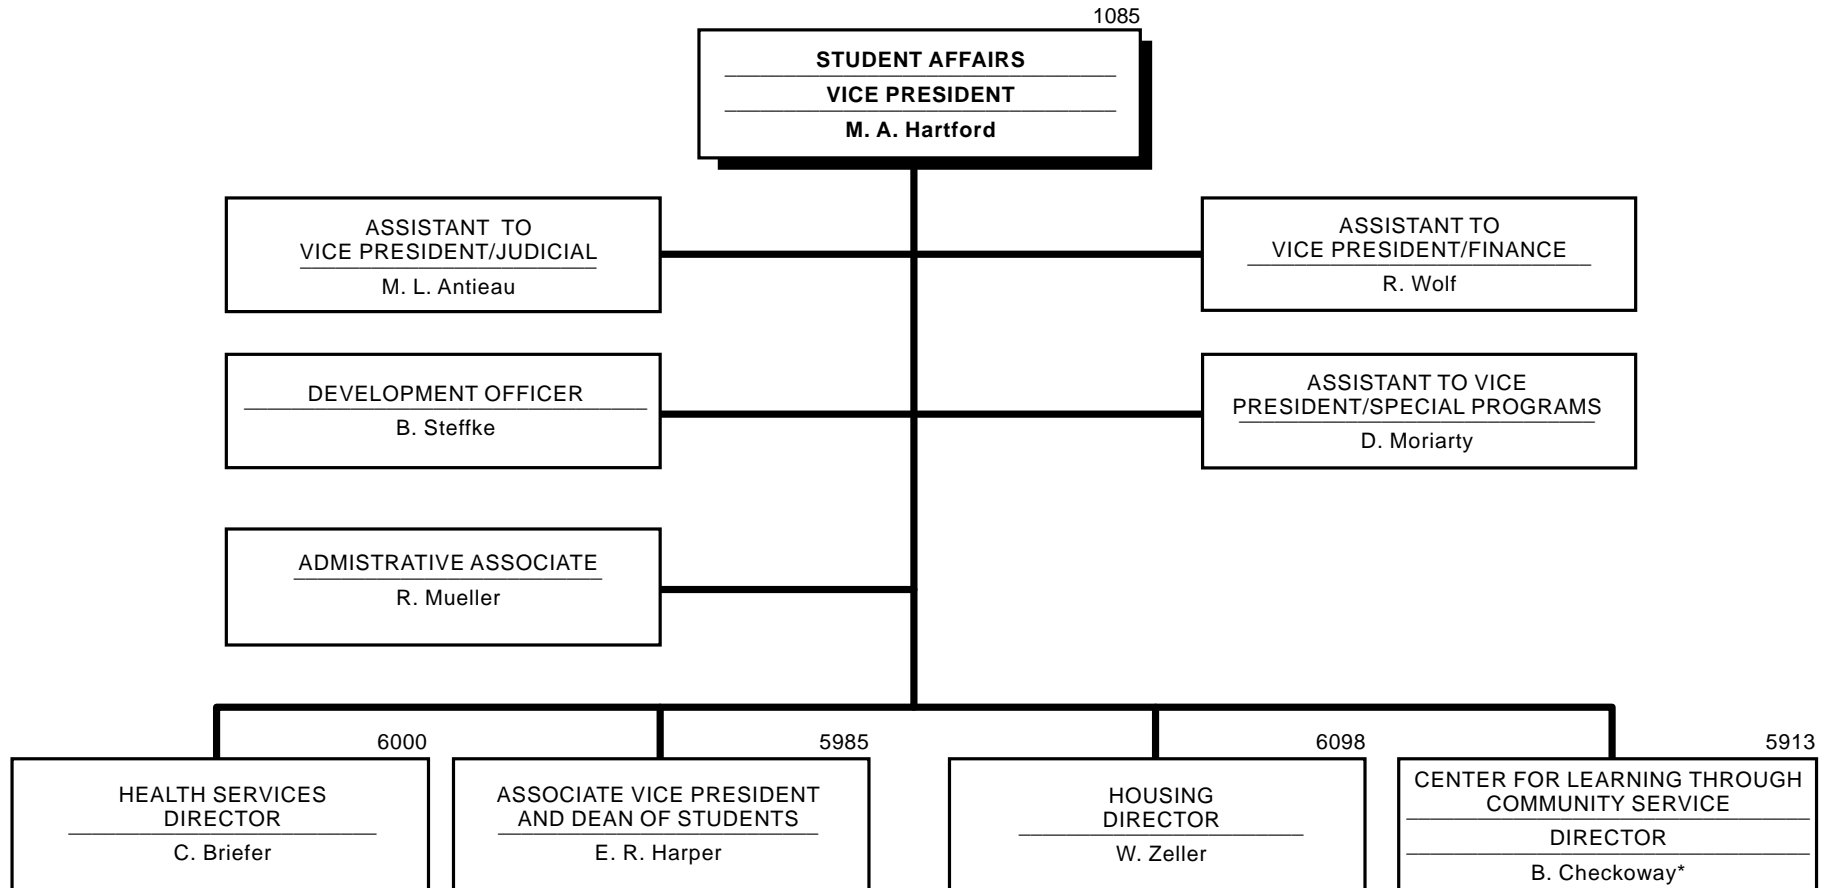 1085
STUDENT AFFAIRS
VICE PRESIDENT
M. A. Hartford
ASSISTANT TO
VICE PRESIDENT/JUDICIAL
M. L. Antieau
ASSISTANT TO
VICE PRESIDENT/FINANCE
R. Wolf
DEVELOPMENT OFFICER
B. Steffke
ASSISTANT TO VICE
PRESIDENT/SPECIAL PROGRAMS
D. Moriarty
ADMISTRATIVE ASSOCIATE
R. Mueller
6000
HEALTH SERVICES
DIRECTOR
C. Briefer
5985
ASSOCIATE VICE PRESIDENT
AND DEAN OF STUDENTS
E. R. Harper
6098
HOUSING
DIRECTOR
W. Zeller
5913
CENTER FOR LEARNING THROUGH
COMMUNITY SERVICE
DIRECTOR
B. Checkoway*